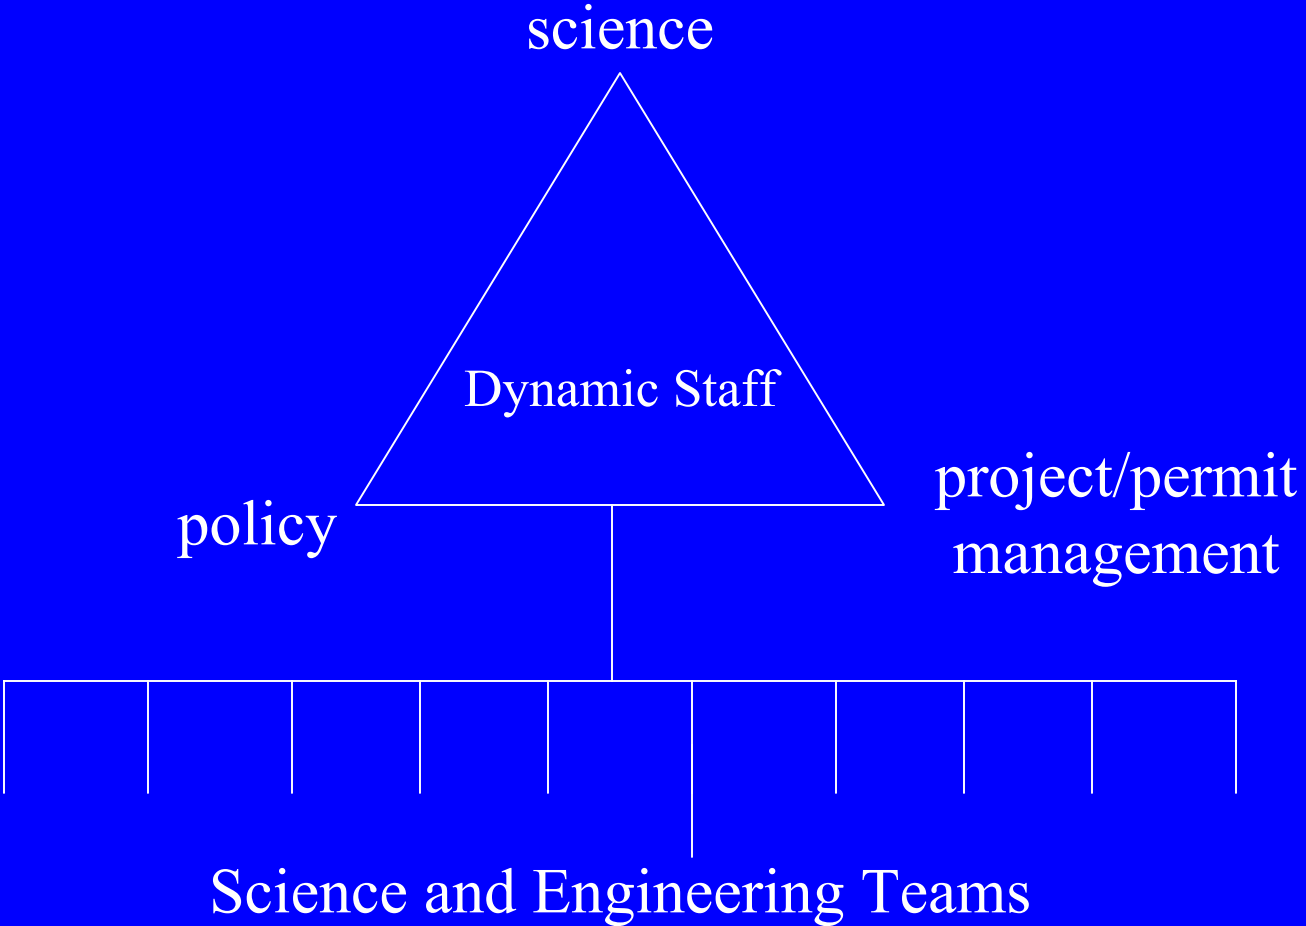 science
Dynamic Staff
policy
project/permit
management
Science and Engineering Teams